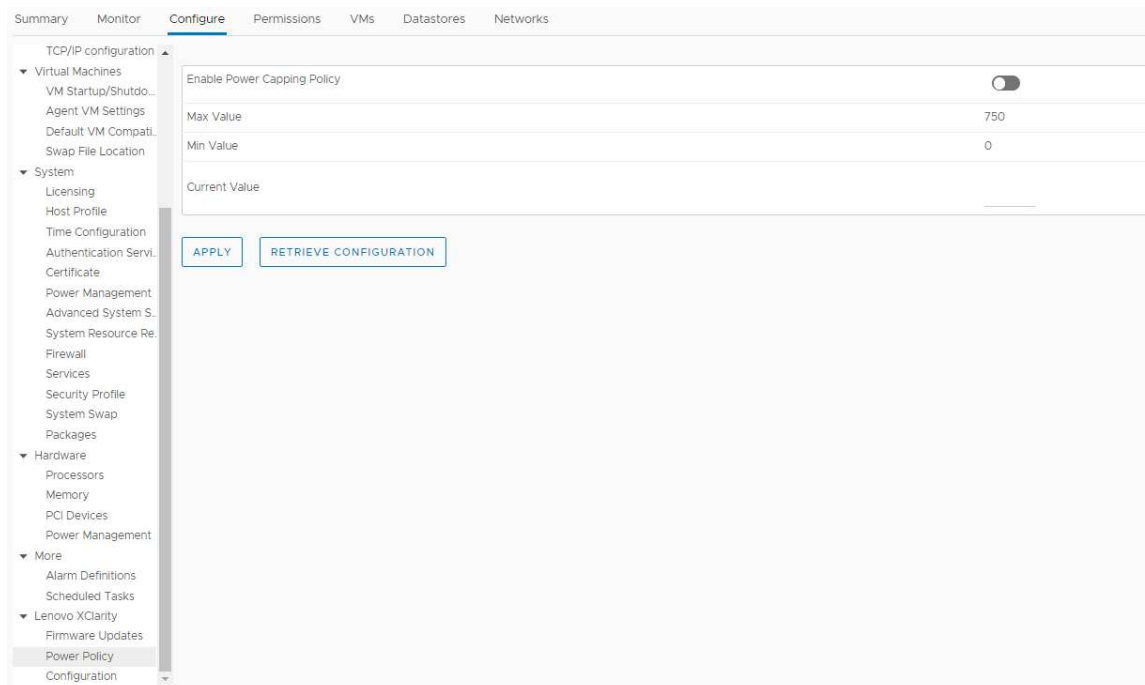 Summary Monitor Configure Permissions VMs Datastores Networks
TCP/IP configuration
Virtual Machines
VM Startup/Shutdo...
Agent VM Settings
Default VM Compati..
Swap File Location
System
Licensing
Host Profile
Time Configuration
Authentication Servi..
Certificate
Power Management
Advanced System S..
System Resource Re.
Firewall
Services
Security Profile
System Swap
Packages
Hardware
Processors
Memory
PCI Devices
Power Management
More
Alarm Definitions
Scheduled Tasks
Lenovo XClarity
Firmware Updates
Power Policy
Configuration
Enable Power Capping Policy
Max Value 750
Min Value 0
Current Value
APPLY RETRIEVE CONFIGURATION